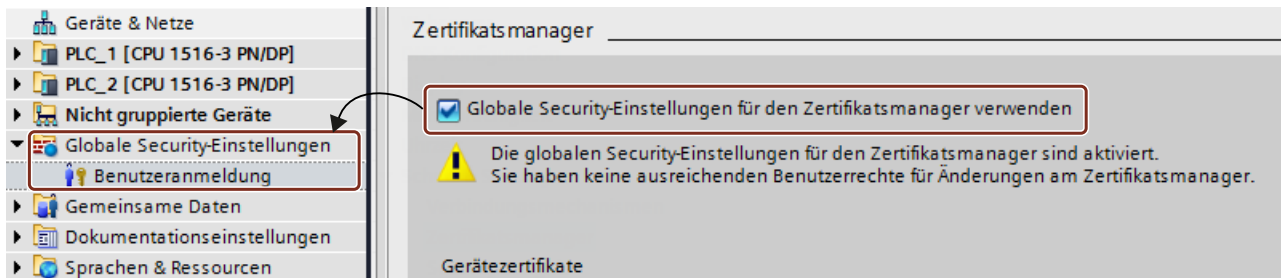 Geräte & Netze
PLC_1 [CPU 1516-3 PN/DP]
PLC_2 [CPU 1516-3 PN/DP]
Nicht gruppierte Geräte
Globale Security-Einstellungen
Benutzeranmeldung
Gemeinsame Daten
Dokumentationseinstellungen
Sprachen & Ressourcen
Zertifikatsmanager
Globale Security-Einstellungen für den Zertifikatsmanager verwenden
Die globalen Security-Einstellungen für den Zertifikatsmanager sind aktiviert.
Sie haben keine ausreichenden Benutzerrechte für Änderungen am Zertifikatsmanager.
Gerätezertifikate